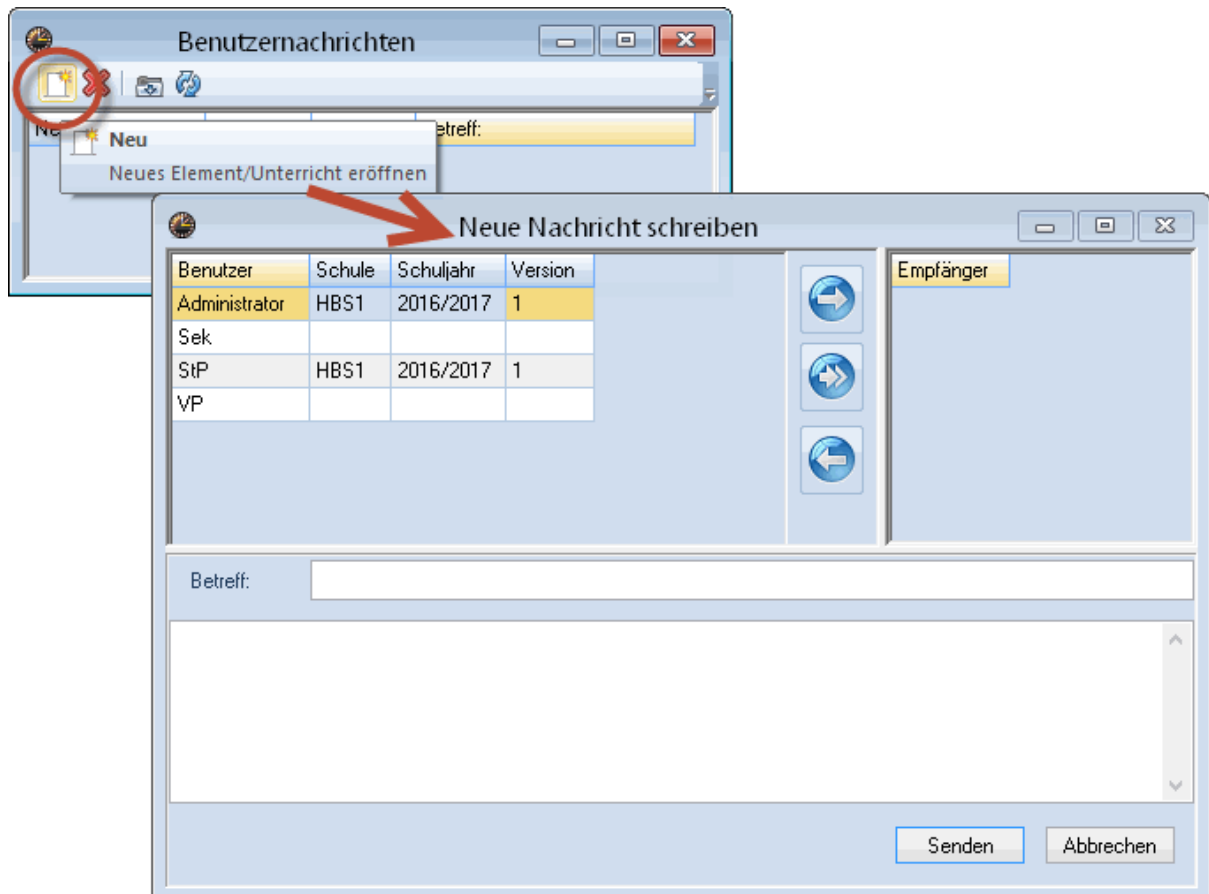 Benutzernachrichten
Ne
etreff:
Neu
Neues Element/Unterricht eröffnen
Neue Nachricht schreiben
Benutzer Schule Schuljahr Version
Empfänger
Administrator HBS1 2016/2017 1
Sek
StP HBS1 2016/2017 1
VP
Betreff:
Senden Abbrechen